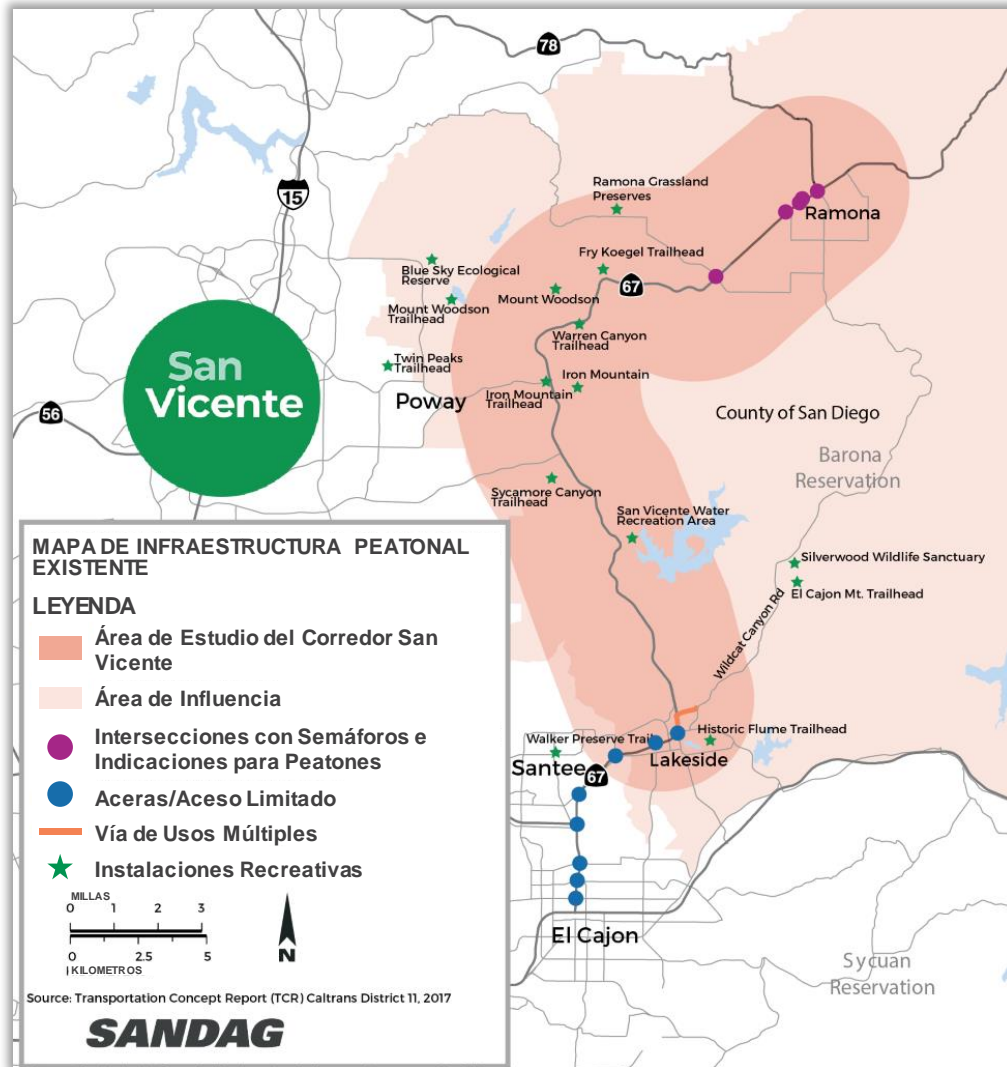 78
15
Ramona Grassland
Preserves
Ramona
Fry Koegel Trailhead
Blue Sky Ecological
Reserve
67
Mount Woodson
Mount Woodson
Trailhead
Warren Canyon
Trailhead
San
Vicente
Twin Peaks
Trailhead
Iron Mountain
Iron Mountain
Trailhead
Poway
56
County of San Diego
Barona
Reservation
Sycamore Canyon
Trailhead
San Vicente Water
Recreation Area
Silverwood Wildlife Sanctuary
El Cajon Mt. Trailhead
Wildcat Canyon Rd
Historic Flume Trailhead
Walker Preserve Trail
Santee
67
Lakeside
El Cajon
Sycuan
Reservation
MAPA DE INFRAESTRUCTURA PEATONAL
EXISTENTE
LEYENDA
Área de Estudio del Corredor San
Vicente
Área de Influencia
Intersecciones con Semáforos e
Indicaciones para Peatones
Aceras/Aceso Limitado
Vía de Usos Múltiples
Instalaciones Recreativas
MILLAS
0 1 2 3
0 2.5 5
KILOMETROS
N
Source: Transportation Concept Report (TCR) Caltrans District 11, 2017
SANDAG